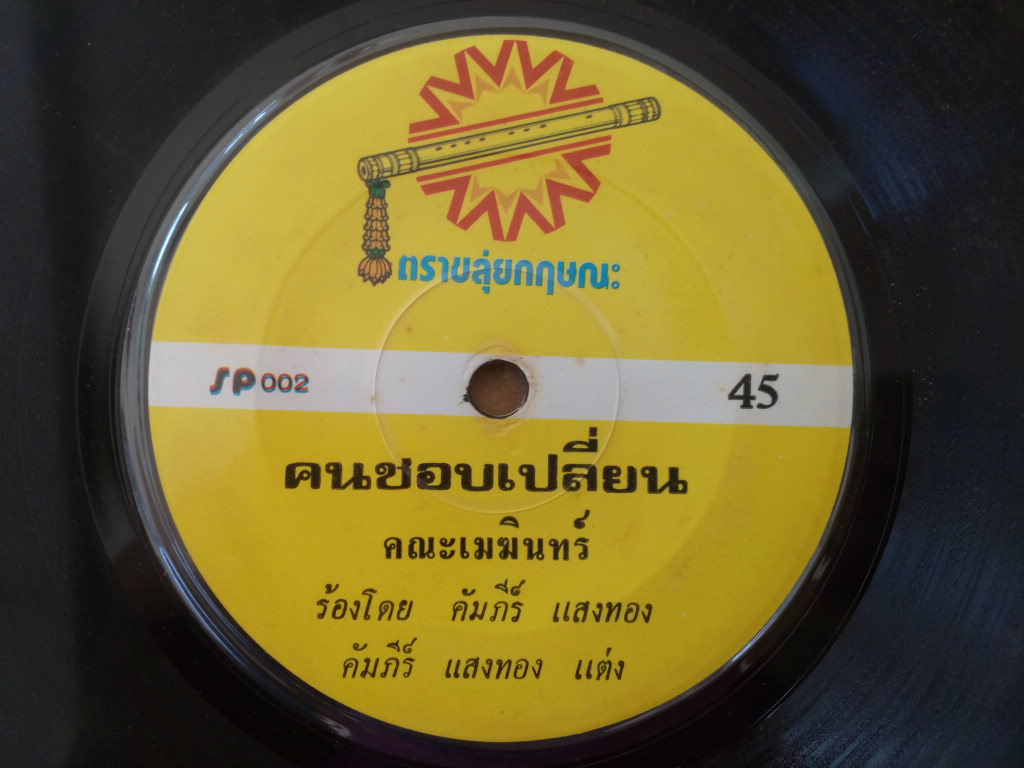 ตราขลุ่ยกฤษณะ
SP 002
45
คนชอบเปลี่ยน
คณะเมฆินทร์
ร้องโดย คัมภีร์ แสงทอง
คัมภีร์ แสงทอง แต่ง